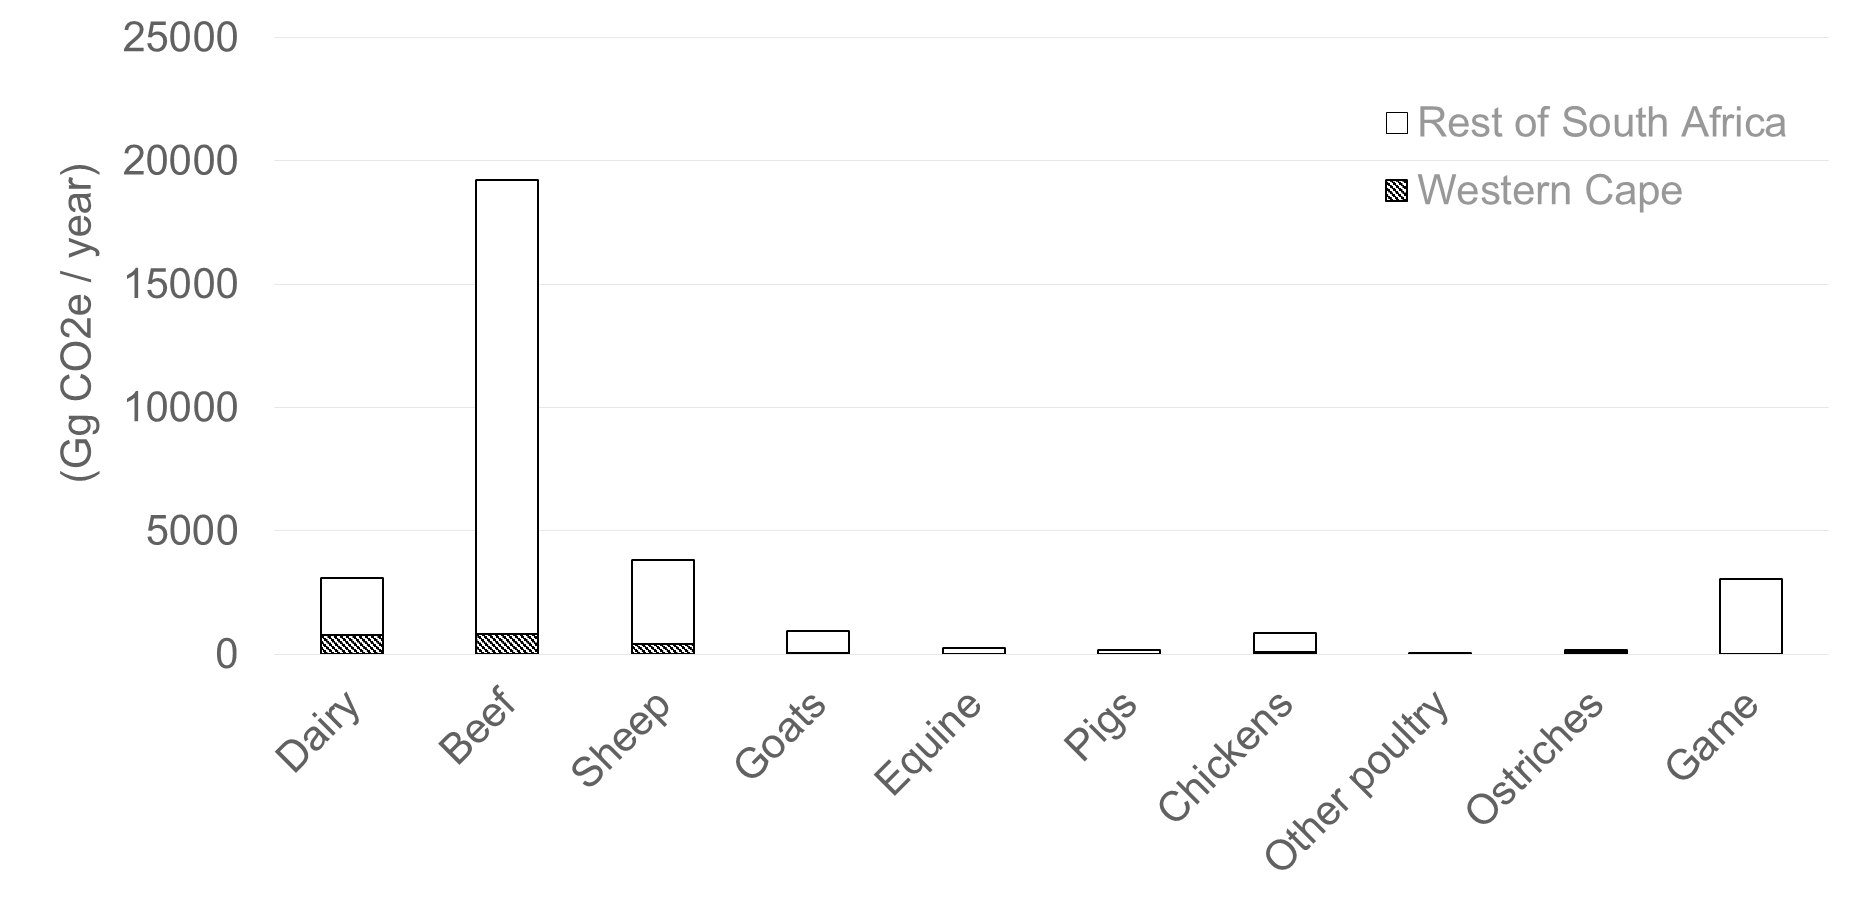 25000
20000
15000
10000
5000
0
(Gg CO2e / year)
Rest of South Africa
Western Cape
Dairy
Beef
Sheep
Goats
Equine
Pigs
Chickens
Other poultry
Ostriches
Game